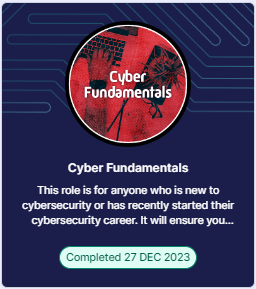 Cyber
Fundamentals
Cyber Fundamentals
This role is for anyone who is new to
cybersecurity or has recently started their
cybersecurity career. It will ensure you...
Completed 27 DEC 2023